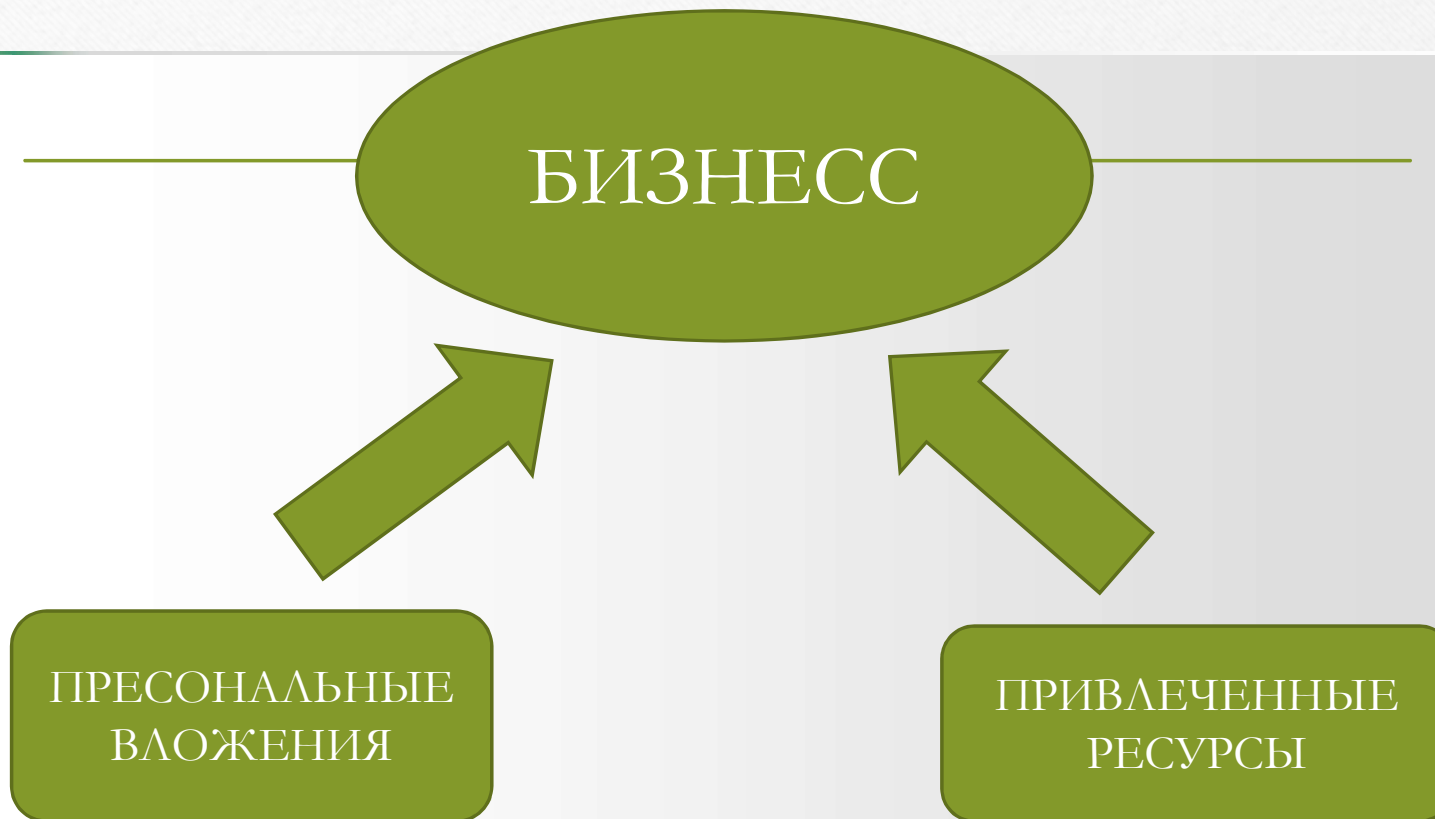 БИЗНЕСС
ПРЕСОНАЛЬНЫЕ
ВЛОЖЕНИЯ
ПРИВЛЕЧЕННЫЕ
РЕСУРСЫ